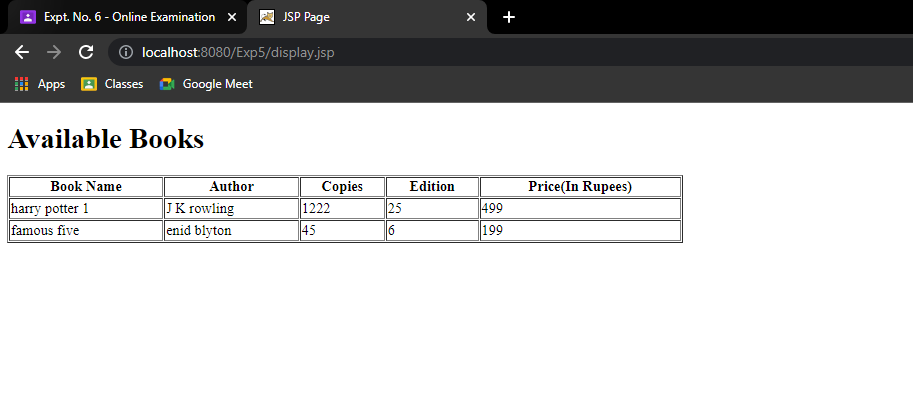 Expt. No. 6 - Online Examination JSP Page
localhost:8080/Exp5/display.jsp
Apps Classes Google Meet
Available Books
Book Name Author Copies Edition Price(In Rupees)
harry potter 1 J K rowling 1222 25 499
famous five enid blyton 45 6 199